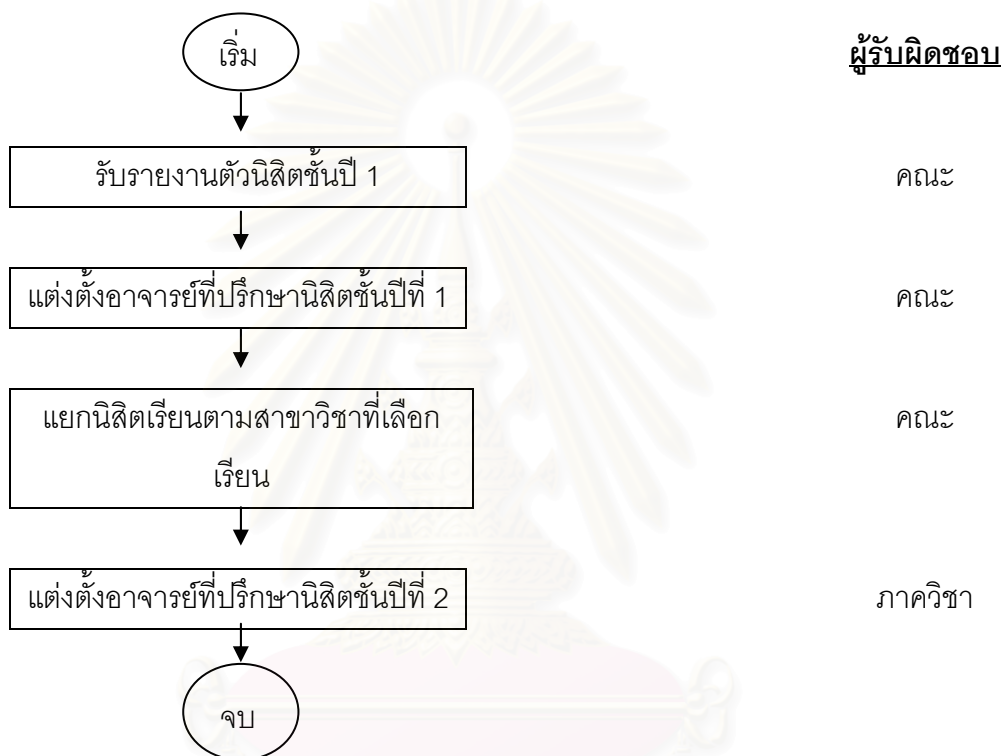 เริ่ม
ผู้รับผิดชอบ
รับรายงานตัวนิสิตชั้นปี 1
คณะ
แต่งตั้งอาจารย์ที่ปรึกษานิสิตชั้นปีที่ 1
คณะ
แยกนิสิตเรียนตามสาขาวิชาที่เลือก
เรียน
คณะ
แต่งตั้งอาจารย์ที่ปรึกษานิสิตชั้นปีที่ 2
ภาควิชา
จบ